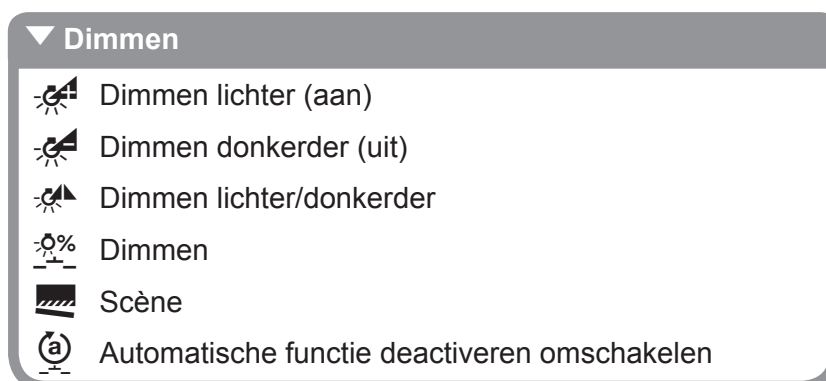 Dimmen
Dimmen lichter (aan)
Dimmen donkerder (uit)
Dimmen lichter/donkerder
% Dimmen
Scène
a Automatische functie deactiveren omschakelen